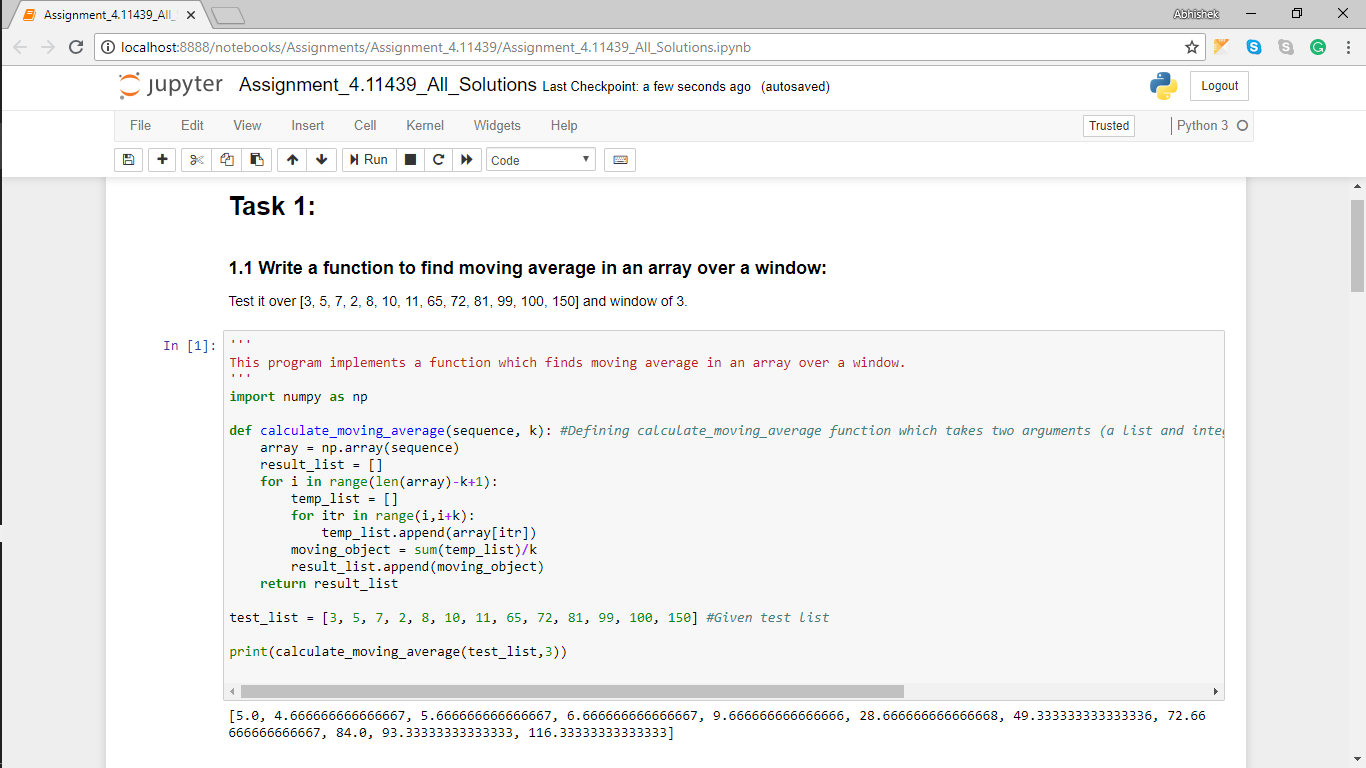 Assignment_4.11439_All_
Abhishek
localhost:8888/notebooks/Assignments/Assignment_4.11439/Assignment_4.11439_All_Solutions.ipynb
jupyter Assignment_4.11439_All_Solutions Last Checkpoint: a few seconds ago (autosaved)
Logout
File Edit View Insert Cell Kernel Widgets Help
Trusted
Python 3
Run
Code
Task 1:
1.1 Write a function to find moving average in an array over a window:
Test it over [3, 5, 7, 2, 8, 10, 11, 65, 72, 81, 99, 100, 150] and window of 3.
In [1]:
'''
This program implements a function which finds moving average in an array over a window.
'''
import numpy as np
def calculate_moving_average(sequence, k): #Defining calculate_moving_average function which takes two arguments (a list and inte
    array = np.array(sequence)
    result_list = []
    for i in range(len(array)-k+1):
        temp_list = []
        for itr in range(i,i+k):
            temp_list.append(array[itr])
        moving_object = sum(temp_list)/k
        result_list.append(moving_object)
    return result_list
test_list = [3, 5, 7, 2, 8, 10, 11, 65, 72, 81, 99, 100, 150] #Given test list
print(calculate_moving_average(test_list,3))
[5.0, 4.666666666666667, 5.666666666666667, 6.666666666666667, 9.666666666666666, 28.666666666666668, 49.333333333333336, 72.66
666666666667, 84.0, 93.33333333333333, 116.33333333333333]